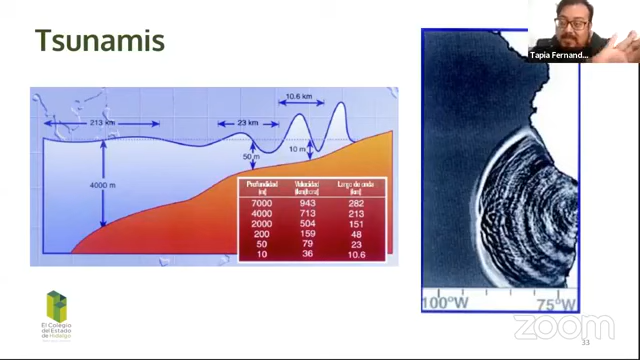 Tsunamis
Tapia Fernand...
213 km
23 km
10.6 km
4000 m
50 m
10 m
Profundidad Velocidad Largo de onda
[m] [km/hora] [km]
7000 943 282
4000 713 213
2000 504 151
200 159 48
50 79 23
10 36 10.6
100°W 75°W
El Colegio
del Estado
de Hidalgo
zoom
33